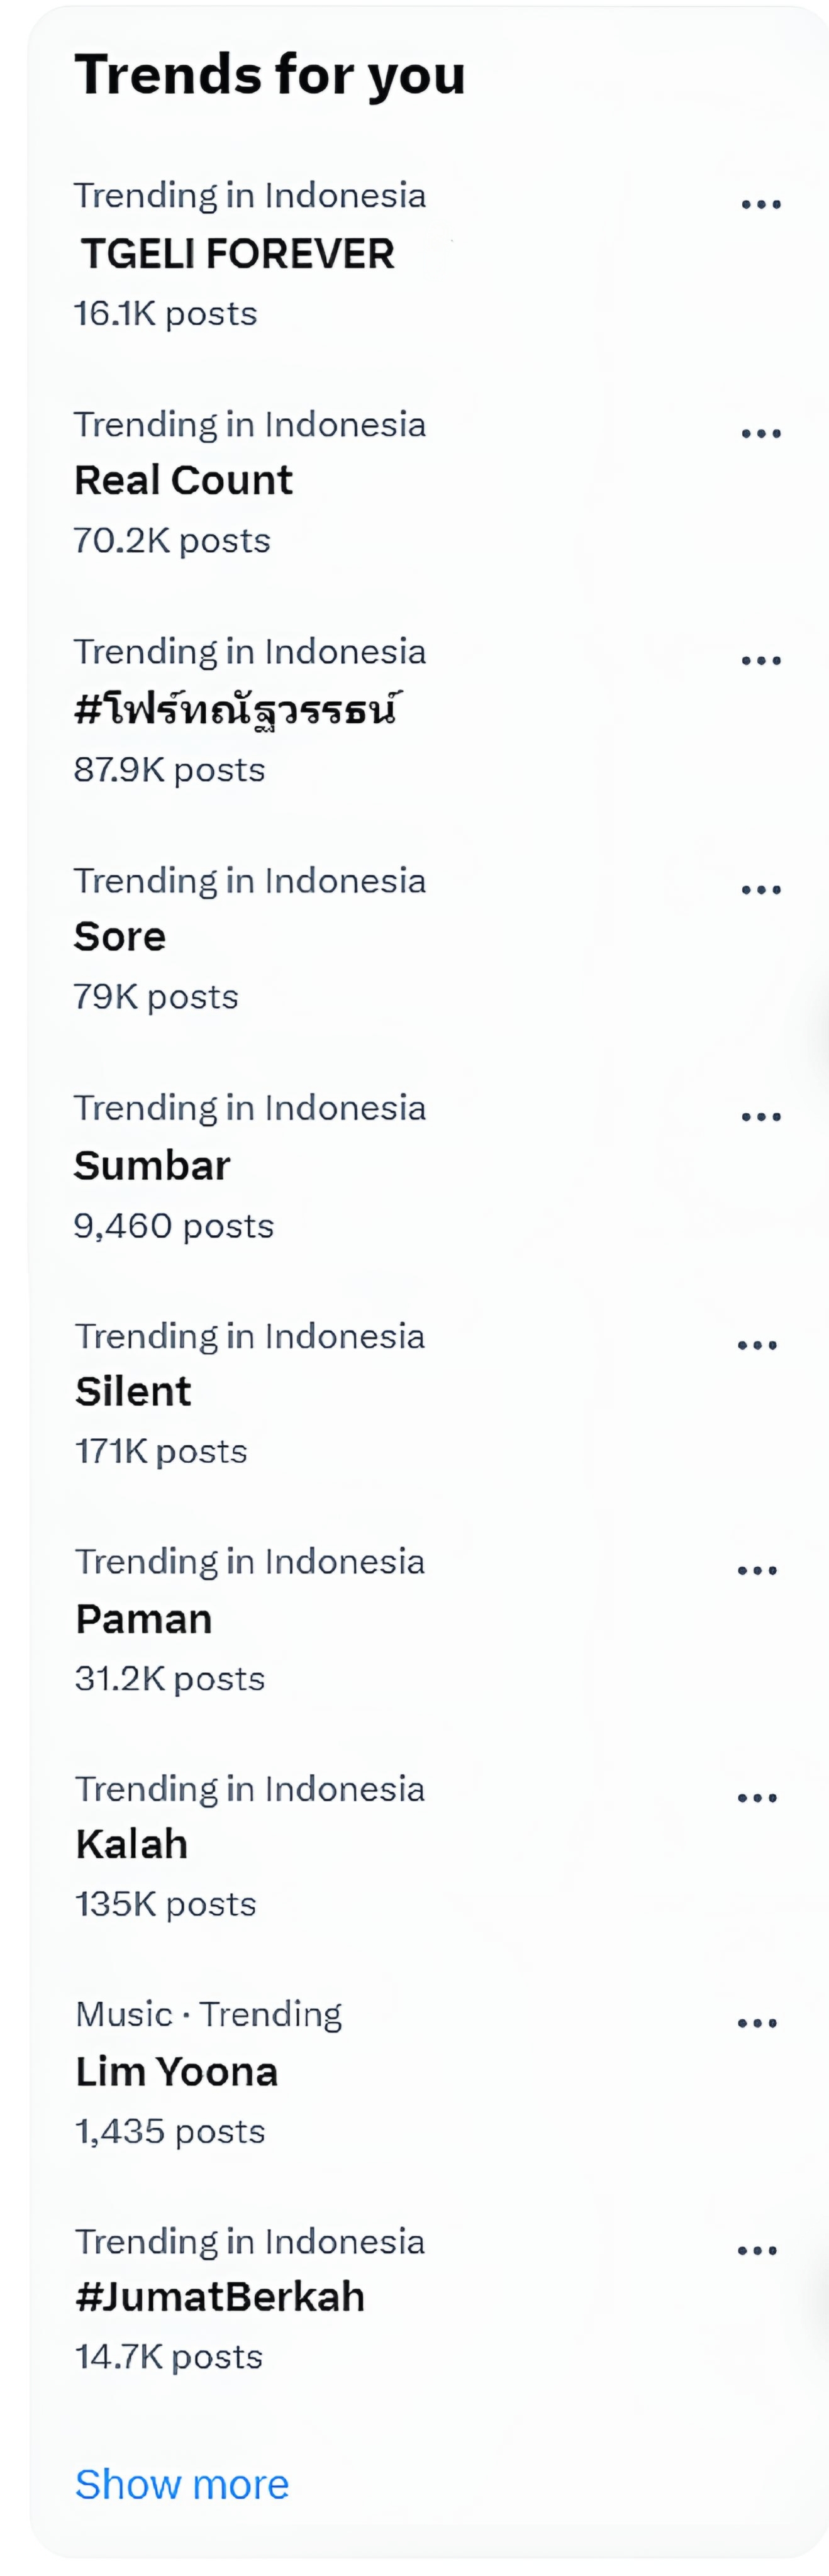 Trends for you
Trending in Indonesia
TGELI FOREVER
16.1K posts
Trending in Indonesia
Real Count
70.2K posts
Trending in Indonesia
#โฟร์ทณัฐวรรธน์
87.9K posts
Trending in Indonesia
Sore
79K posts
Trending in Indonesia
Sumbar
9,460 posts
Trending in Indonesia
Silent
171K posts
Trending in Indonesia
Paman
31.2K posts
Trending in Indonesia
Kalah
135K posts
Music · Trending
Lim Yoona
1,435 posts
Trending in Indonesia
#JumatBerkah
14.7K posts
Show more